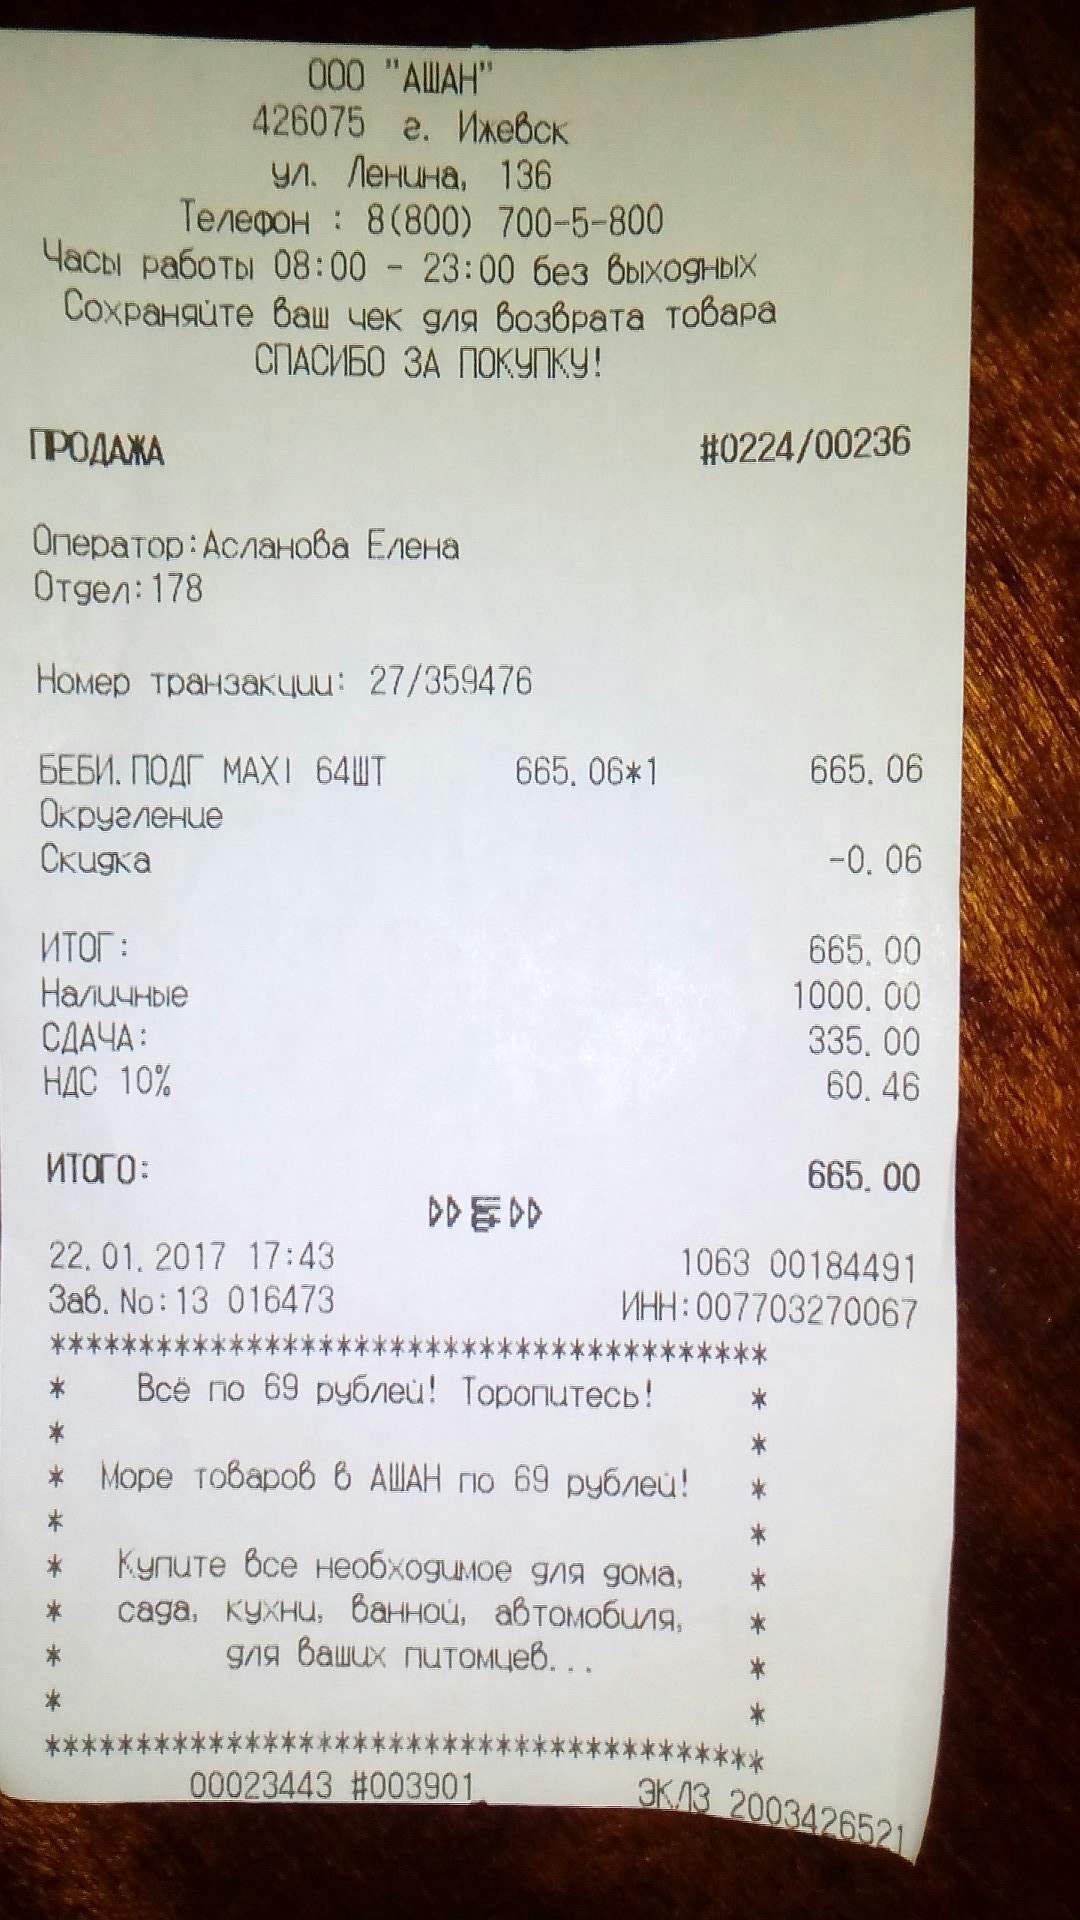 ООО "АШАН"
426075 г. Ижевск
ул. Ленина, 136
Телефон : 8(800) 700-5-800
Часы работы 08:00 - 23:00 без выходных
Сохраняйте ваш чек для возврата товара
СПАСИБО ЗА ПОКУПКУ!
ПРОДАЖА #0224/00236
Оператор:Асланова Елена
Отдел:178
Номер транзакции: 27/359476
БЕБИ.ПОДГ MAXI 64ШТ 665.06*1 665.06
Округление
Скидка -0.06
ИТОГ: 665.00
Наличные 1000.00
СДАЧА: 335.00
НДС 10% 60.46
ИТОГО: 665.00
22.01.2017 17:43 1063 00184491
Зав.No:13 016473 ИНН:007703270067
****************************************
* Всё по 69 рублей! Торопитесь! *
* *
* Море товаров в АШАН по 69 рублей! *
* *
* Купите все необходимое для дома, *
* сада, кухни, ванной, автомобиля, *
* для ваших питомцев... *
* *
****************************************
00023443 #003901 ЭКЛЗ 2003426521